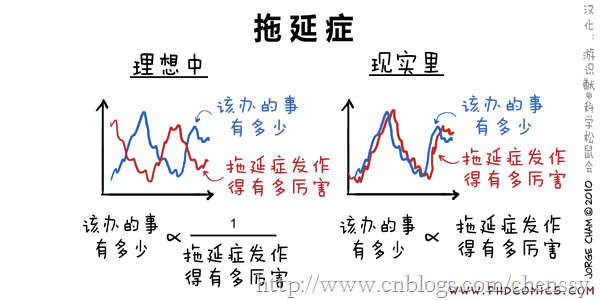 拖延症
理想中
该办的事
有多少
拖延症发作
得有多厉害
该办的事
有多少
∝
1
拖延症发作
得有多厉害
现实里
该办的事
有多少
拖延症发作
得有多厉害
该办的事
有多少
∝
拖延症发作
得有多厉害
http://www.cnblogs.com/chenssy
WWW.PHDCOMICS.COM
JORGE CHAM ©2010
汉化：游识猷@科学松鼠会